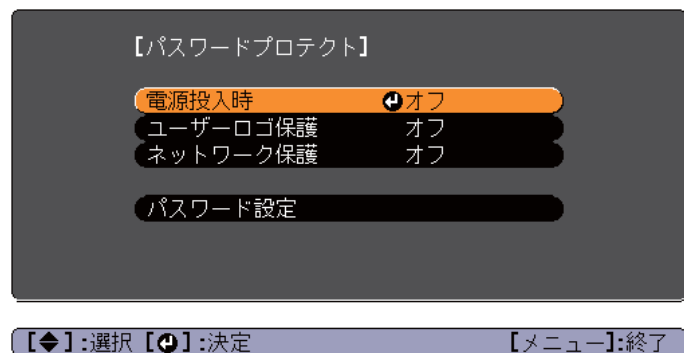 【パスワードプロテクト】
電源投入時 オフ
ユーザーロゴ保護 オフ
ネットワーク保護 オフ
パスワード設定
【◆】:選択 【⏎】:決定 【メニュー】:終了